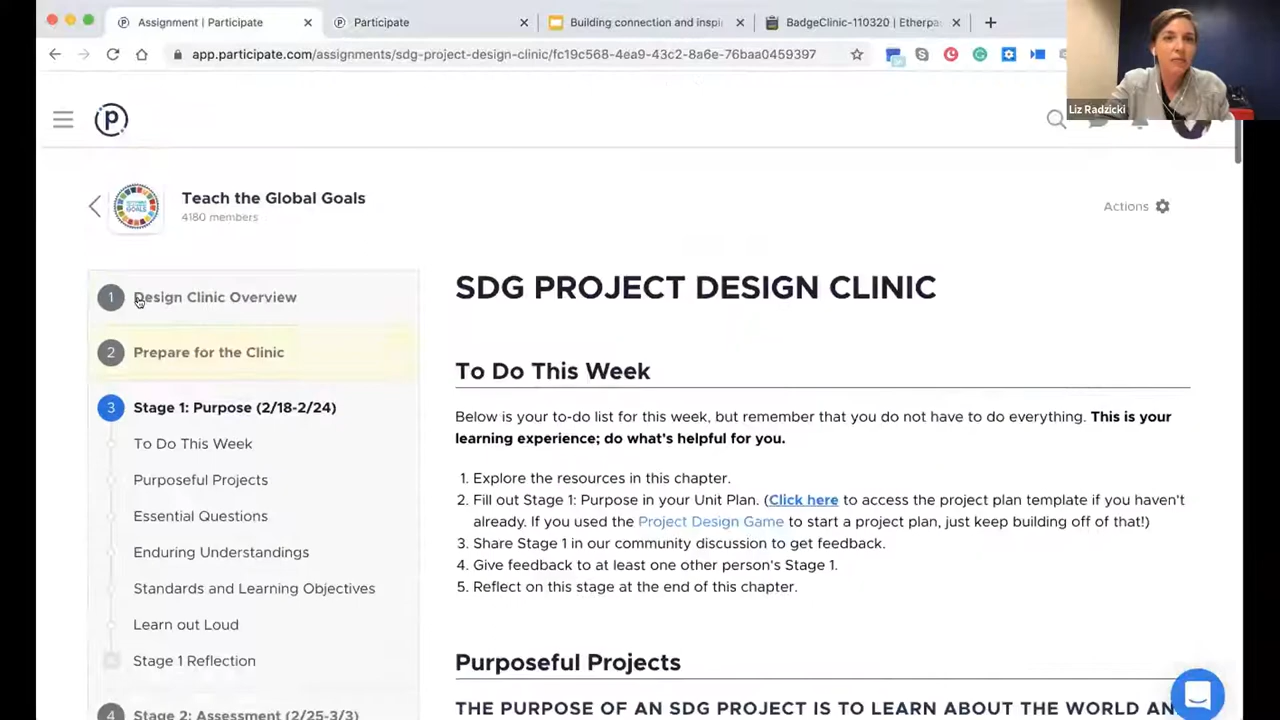 Assignment | Participate
Participate
Building connection and inspi
BadgeClinic-110320 | Etherpa
app.participate.com/assignments/sdg-project-design-clinic/fc19c568-4ea9-43c2-8a6e-76baa0459397
Liz Radzicki
Teach the Global Goals
4180 members
Actions
1 Design Clinic Overview
2 Prepare for the Clinic
3 Stage 1: Purpose (2/18-2/24)
To Do This Week
Purposeful Projects
Essential Questions
Enduring Understandings
Standards and Learning Objectives
Learn out Loud
Stage 1 Reflection
4 Stage 2: Assessment (2/25-3/3)
SDG PROJECT DESIGN CLINIC
To Do This Week
Below is your to-do list for this week, but remember that you do not have to do everything. This is your
learning experience; do what's helpful for you.
1. Explore the resources in this chapter.
2. Fill out Stage 1: Purpose in your Unit Plan. (Click here to access the project plan template if you haven't
already. If you used the Project Design Game to start a project plan, just keep building off of that!)
3. Share Stage 1 in our community discussion to get feedback.
4. Give feedback to at least one other person's Stage 1.
5. Reflect on this stage at the end of this chapter.
Purposeful Projects
THE PURPOSE OF AN SDG PROJECT IS TO LEARN ABOUT THE WORLD AN